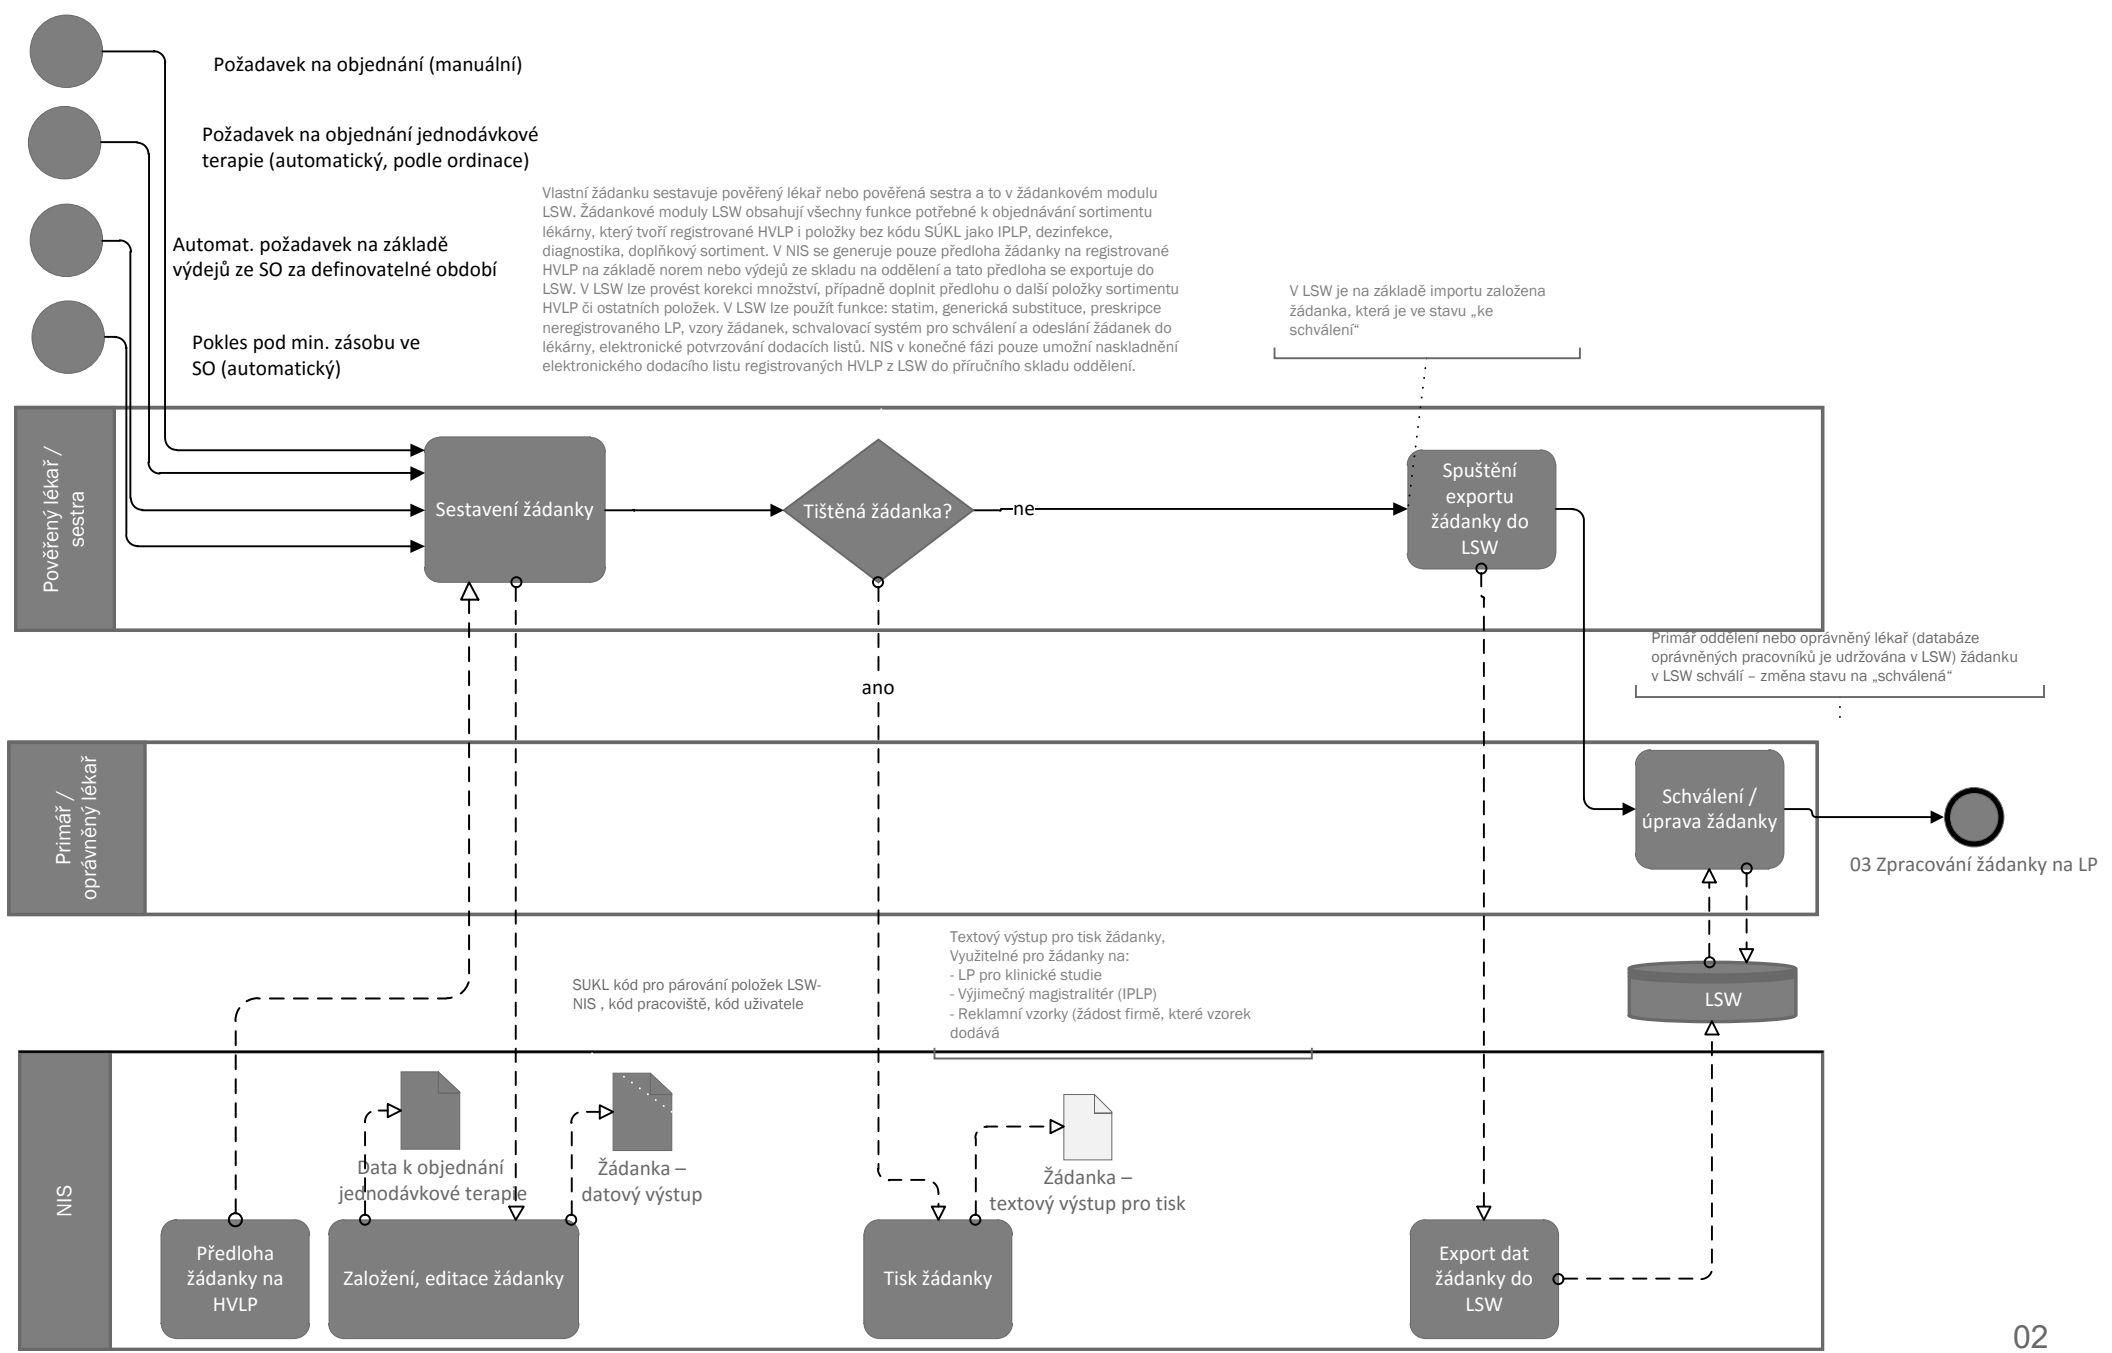 Požadavek na objednání (manuální)
Požadavek na objednání jednodávkové
terapie (automatický, podle ordinace)
Automat. požadavek na základě
výdejů ze SO za definovatelné období
Pokles pod min. zásobu ve
SO (automatický)
Vlastní žádanku sestavuje pověřený lékař nebo pověřená sestra a to v žádankovém modulu
LSW. Žádankové moduly LSW obsahují všechny funkce potřebné k objednávání sortimentu
lékárny, který tvoří registrované HVLP i položky bez kódu SÚKL jako IPLP, dezinfekce,
diagnostika, doplňkový sortiment. V NIS se generuje pouze předloha žádanky na registrované
HVLP na základě norem nebo výdejů ze skladu na oddělení a tato předloha se exportuje do
LSW. V LSW lze provést korekci množství, případně doplnit předlohu o další položky sortimentu
HVLP či ostatních položek. V LSW lze použít funkce: statim, generická substituce, preskripce
neregistrovaného LP, vzory žádanek, schvalovací systém pro schválení a odeslání žádanek do
lékárny, elektronické potvrzování dodacích listů. NIS v konečné fázi pouze umožní naskladnění
elektronického dodacího listu registrovaných HVLP z LSW do příručního skladu oddělení.
V LSW je na základě importu založena
žádanka, která je ve stavu „ke
schválení“
Pověřený lékař /
sestra
Sestavení žádanky
Tištěná žádanka?
ne
Spuštění
exportu
žádanky do
LSW
ano
Primář oddělení nebo oprávněný lékař (databáze
oprávněných pracovníků je udržována v LSW) žádanku
v LSW schválí – změna stavu na „schválená“
Primář /
oprávněný lékař
Schválení /
úprava žádanky
03 Zpracování žádanky na LP
SUKL kód pro párování položek LSW-
NIS , kód pracoviště, kód uživatele
Textový výstup pro tisk žádanky,
Využitelné pro žádanky na:
- LP pro klinické studie
- Výjimečný magistralitér (IPLP)
- Reklamní vzorky (žádost firmě, které vzorek
dodává
LSW
NIS
Data k objednání
jednodávkové terapie
Žádanka –
datový výstup
Žádanka –
textový výstup pro tisk
Předloha
žádanky na
HVLP
Založení, editace žádanky
Tisk žádanky
Export dat
žádanky do
LSW
02